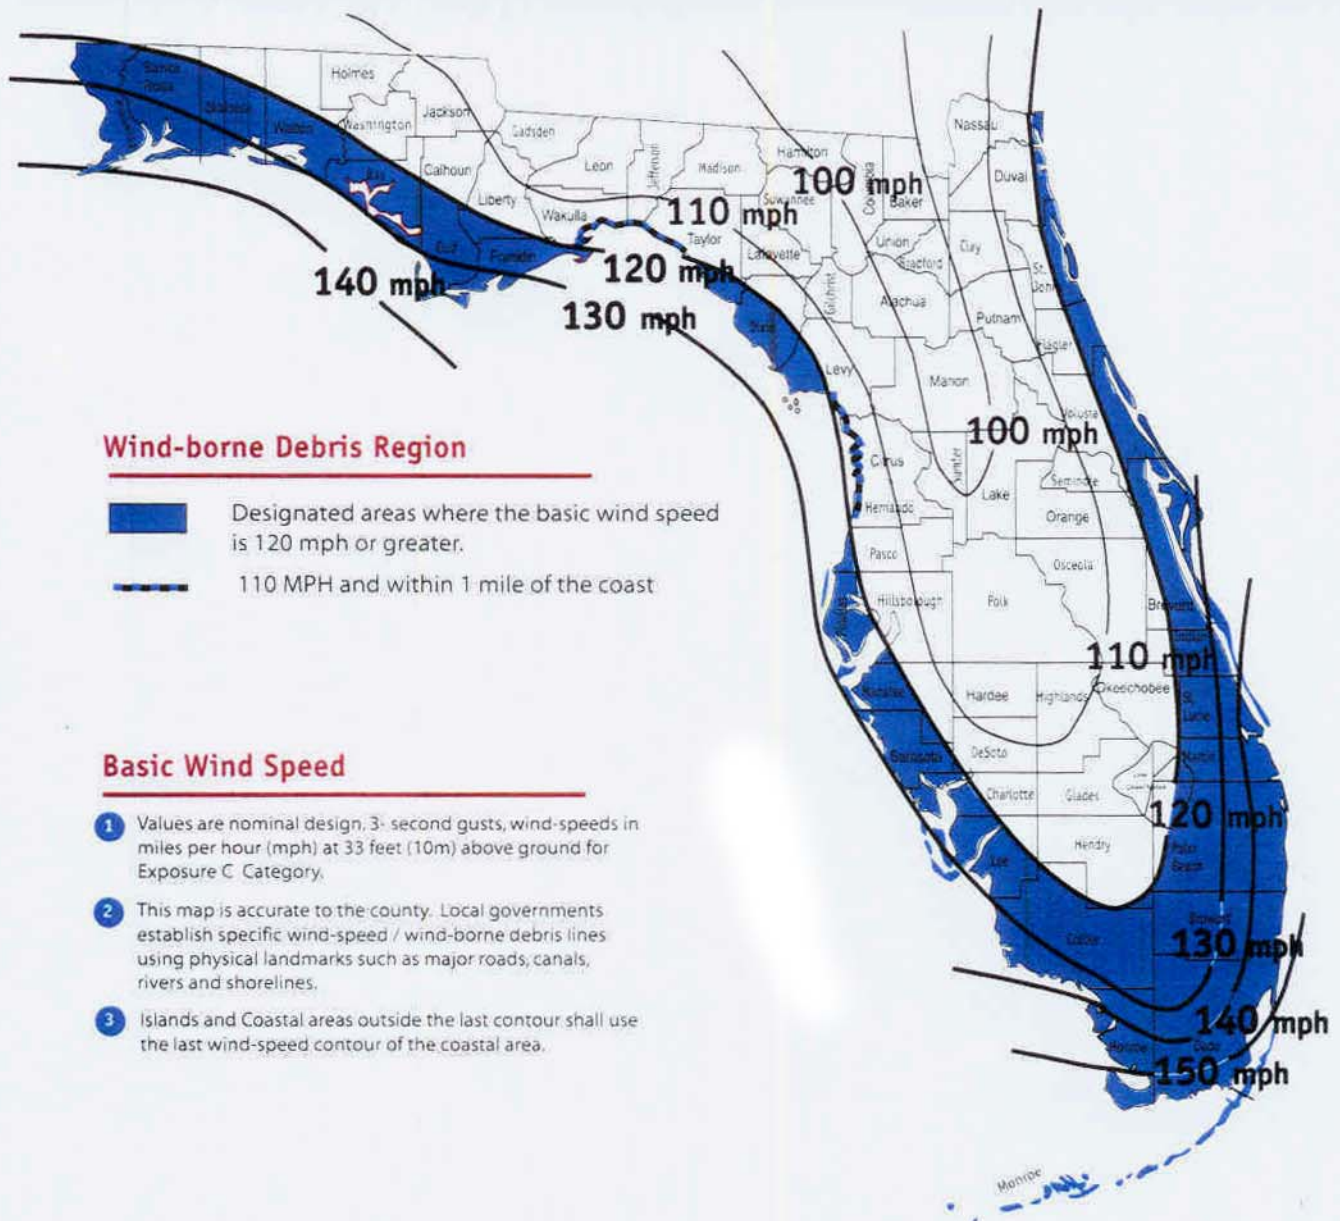 Santa
Rosa
Okaloosa
Walton
Holmes
Washington
Jackson
Bay
Calhoun
Gulf
Liberty
Franklin
Gadsden
Leon
Wakulla
Jefferson
Madison
Taylor
Hamilton
Suwannee
Lafayette
Dixie
Columbia
Baker
Nassau
Duval
Union
Bradford
Clay
St.
John
Gilchrist
Alachua
Putnam
Flagler
Levy
Marion
Volusia
Citrus
Sumter
Lake
Seminole
Orange
Hernando
Pasco
Hillsborough
Polk
Osceola
Brevard
Indian
Manatee
Hardee
Highlands
Okeechobee
St.
Lucie
Sarasota
DeSoto
Martin
Charlotte
Glades
Lee
Hendry
Palm
Beach
Collier
Broward
Monroe
Dade
Monroe
100 mph
110 mph
120 mph
130 mph
140 mph
100 mph
110 mph
120 mph
130 mph
140 mph
150 mph
Wind-borne Debris Region
Designated areas where the basic wind speed
is 120 mph or greater.
110 MPH and within 1 mile of the coast
Basic Wind Speed
1 Values are nominal design. 3- second gusts, wind-speeds in
miles per hour (mph) at 33 feet (10m) above ground for
Exposure C Category.
2 This map is accurate to the county. Local governments
establish specific wind-speed / wind-borne debris lines
using physical landmarks such as major roads, canals,
rivers and shorelines.
3 Islands and Coastal areas outside the last contour shall use
the last wind-speed contour of the coastal area.